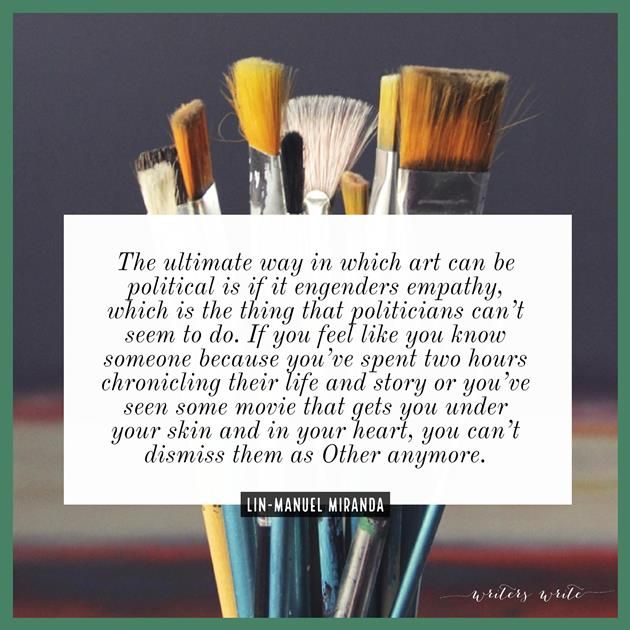 The ultimate way in which art can be
political is if it engenders empathy,
which is the thing that politicians can't
seem to do. If you feel like you know
someone because you've spent two hours
chronicling their life and story or you've
seen some movie that gets you under
your skin and in your heart, you can't
dismiss them as Other anymore.
LIN-MANUEL MIRANDA
writers write